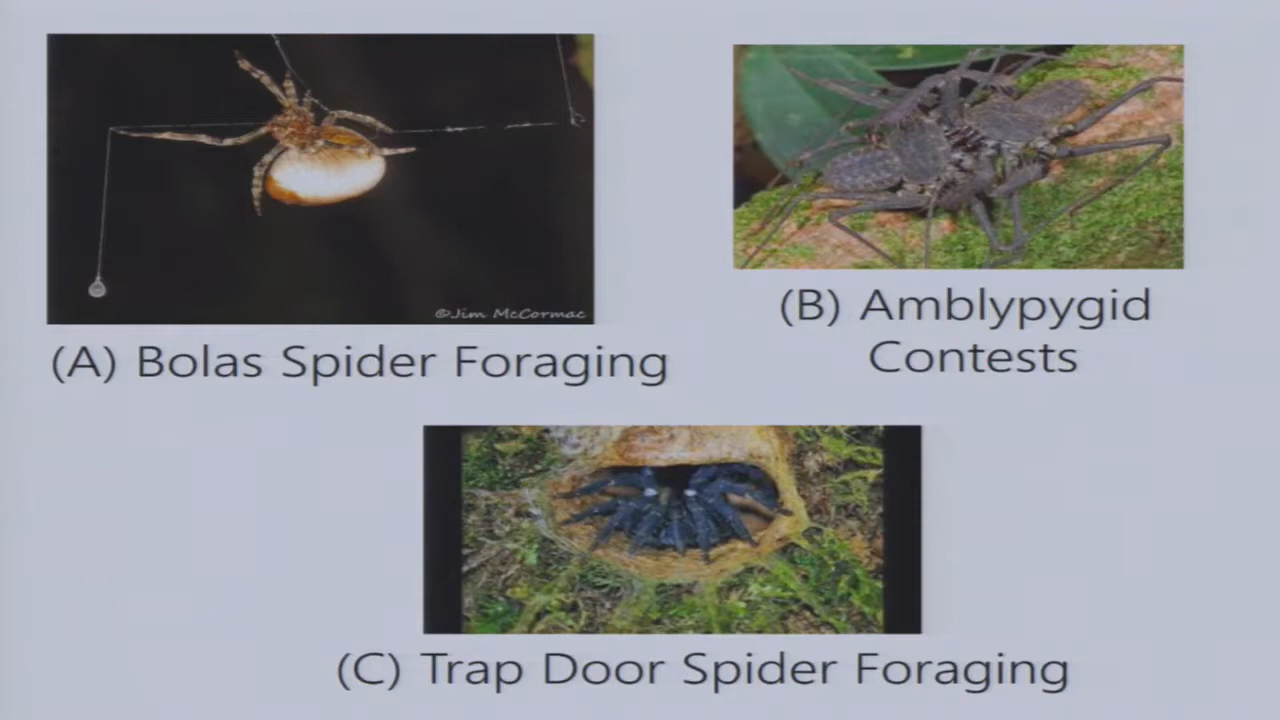 ©Jim McCormac
(A) Bolas Spider Foraging
(B) Amblypygid
Contests
(C) Trap Door Spider Foraging